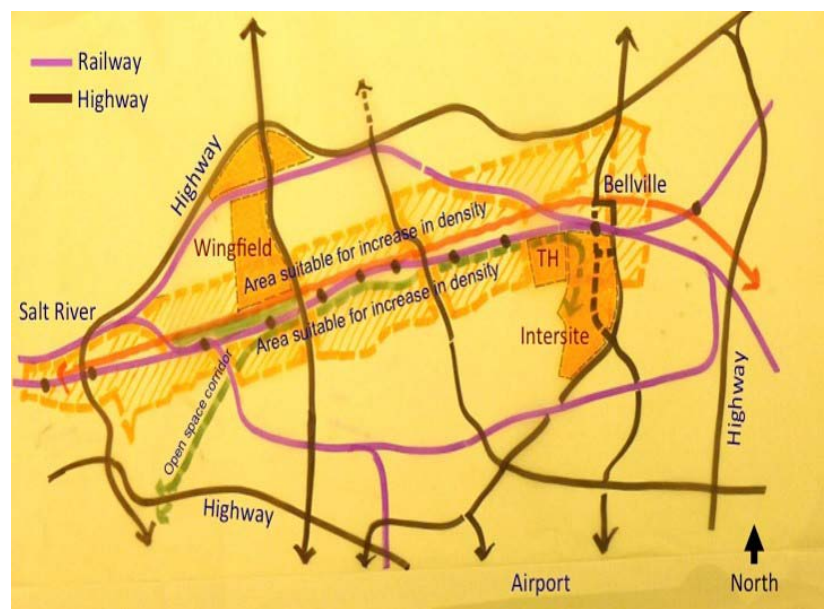 Railway
Highway
Highway
Bellville
Wingfield
Area suitable for increase in density
TH
Salt River
Area suitable for increase in density
Intersite
Open space corridor
Highway
Highway
Airport
North